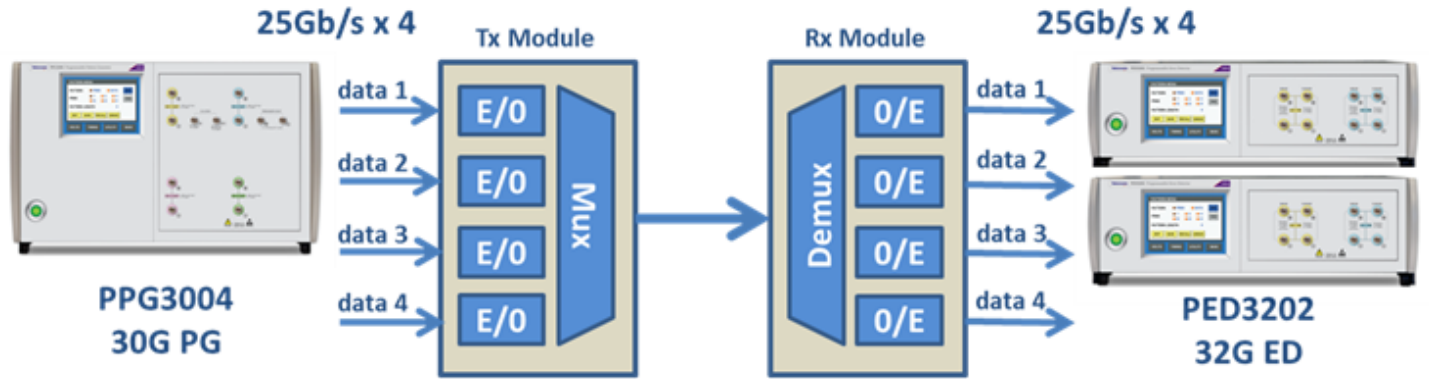 25Gb/s x 4
Tx Module
Rx Module
25Gb/s x 4
data 1
data 2
data 3
data 4
E/0
E/0
E/0
E/0
Mux
Demux
0/E
0/E
0/E
0/E
data 1
data 2
data 3
data 4
PPG3004
30G PG
PED3202
32G ED